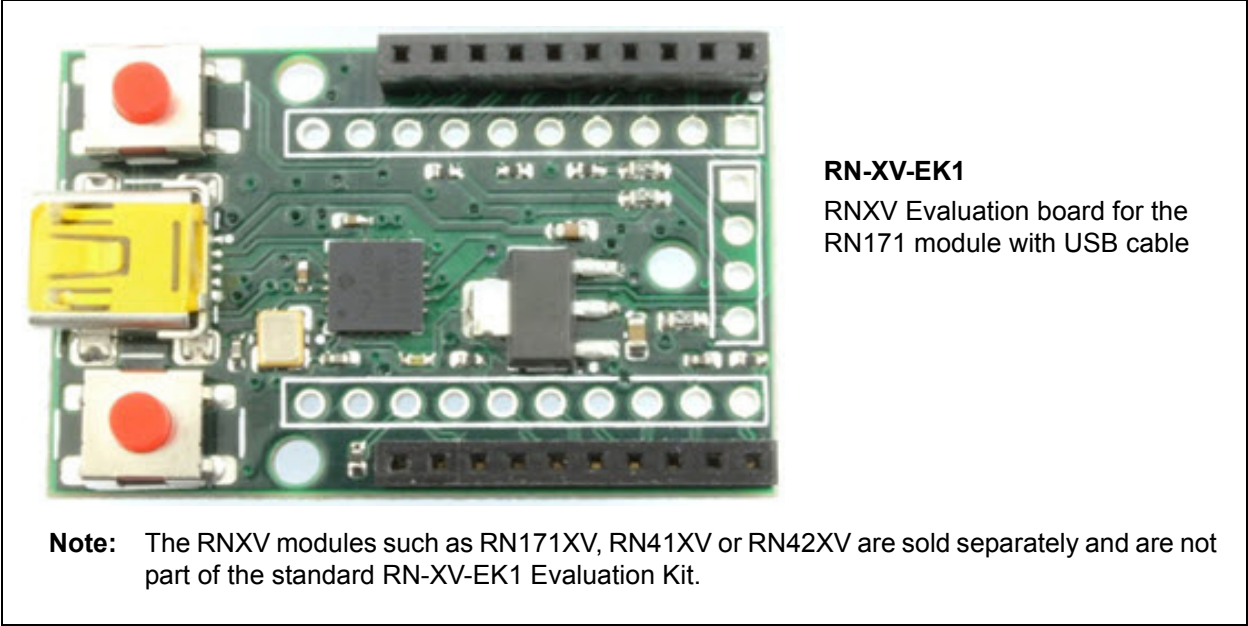 RN-XV-EK1
RNXV Evaluation board for the
RN171 module with USB cable
Note: The RNXV modules such as RN171XV, RN41XV or RN42XV are sold separately and are not
part of the standard RN-XV-EK1 Evaluation Kit.